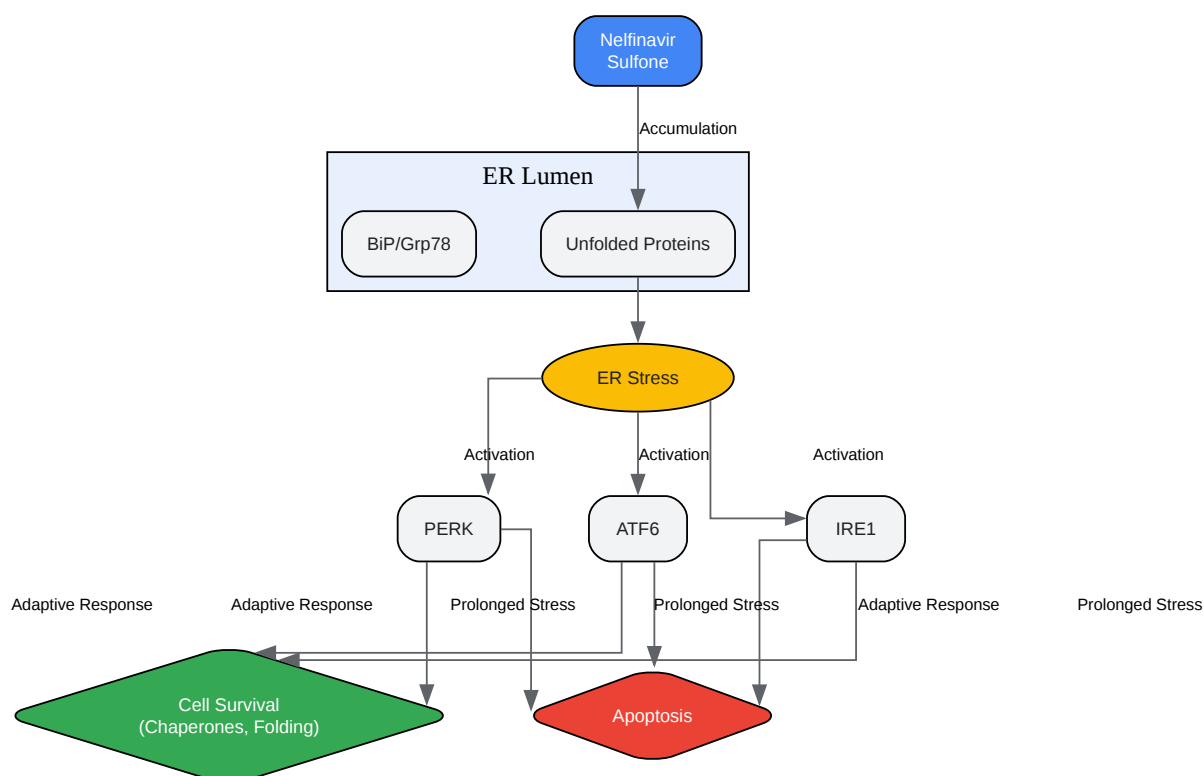 Nelfinavir
Sulfone
Accumulation
ER Lumen
BiP/Grp78
Unfolded Proteins
ER Stress
Activation
Activation
Activation
PERK
ATF6
IRE1
Adaptive Response
Adaptive Response
Prolonged Stress
Prolonged Stress
Adaptive Response
Prolonged Stress
Cell Survival
(Chaperones, Folding)
Apoptosis